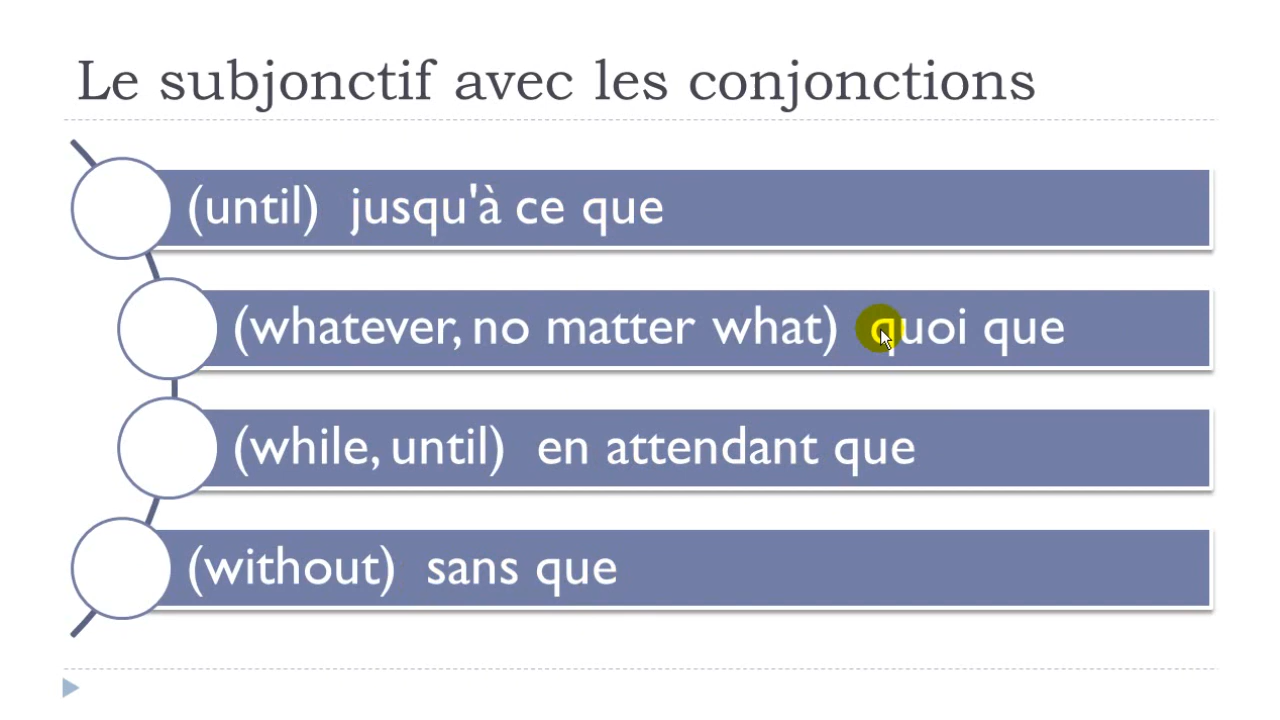 Le subjonctif avec les conjonctions
(until) jusqu'à ce que
(whatever, no matter what) quoi que
(while, until) en attendant que
(without) sans que